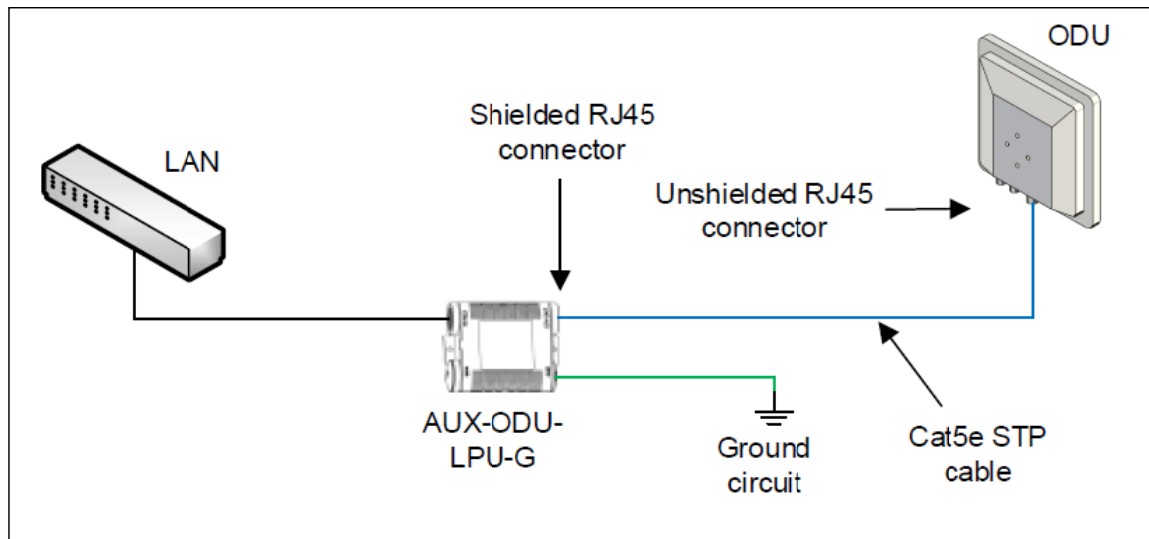 ODU
Shielded RJ45
connector
LAN
Unshielded RJ45
connector
AUX-ODU-
LPU-G
Ground
circuit
Cat5e STP
cable